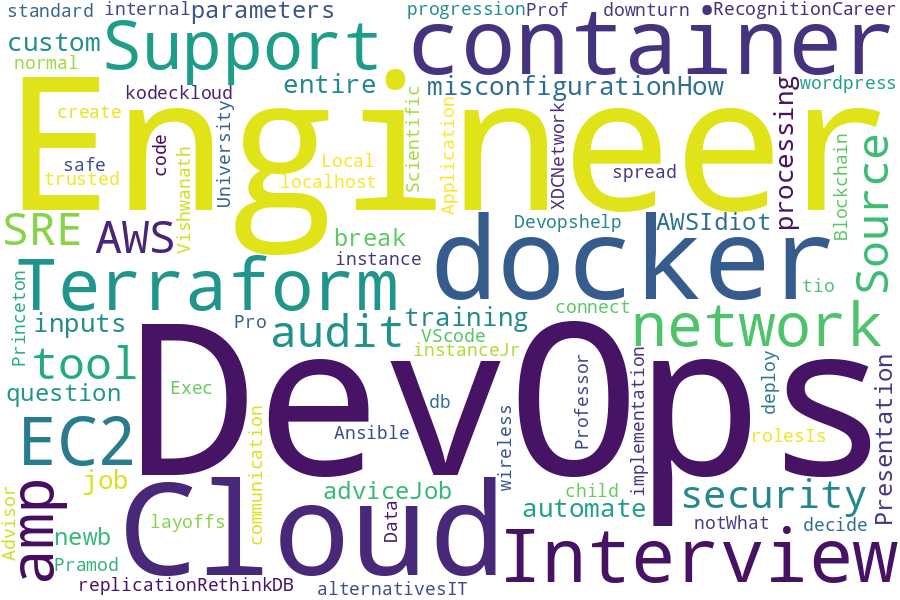 standard
internal
parameters
progression
Prof
downturn
•RecognitionCareer
custom
Support
container
normal
entire
misconfigurationHow
wordpress
kodeckloud
create
Engineer
code
University
Vishwanath
Local
localhost
Scientific
Application
XDCNetwork
spread
processing
Blockchain
Source
safe
trusted
SRE
AWS
break
instance
docker
Devopshelp
AWSIdiot
tio
Terraform
Princeton
inputs
Pro
audit
training
VScode
instanceJr
connect
network
tool
question
DevOps
Exec
db
Ansible
wireless
Professor
implementation
deploy
rolesIs
Presentation
EC2
job
communication
Cloud
adviceJob
Data
child
automate
security
notWhat
decide
Advisor
amp
newb
Pramod
layoffs
Interview
replicationRethinkDB
alternativesIT